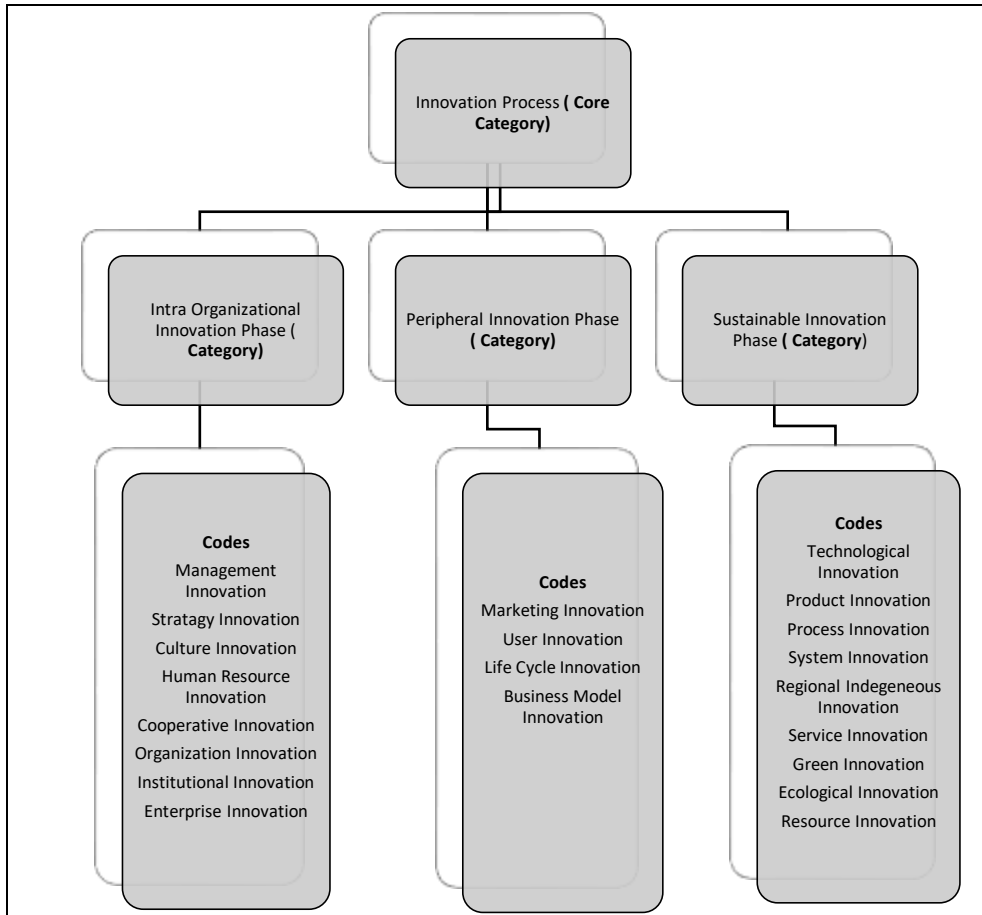 Innovation Process ( Core
Category)
Intra Organizational
Innovation Phase (
Category)
Peripheral Innovation Phase
( Category)
Sustainable Innovation
Phase ( Category)
Codes
Management
Innovation
Stratagy Innovation
Culture Innovation
Human Resource
Innovation
Cooperative Innovation
Organization Innovation
Institutional Innovation
Enterprise Innovation
Codes
Marketing Innovation
User Innovation
Life Cycle Innovation
Business Model
Innovation
Codes
Technological
Innovation
Product Innovation
Process Innovation
System Innovation
Regional Indegeneous
Innovation
Service Innovation
Green Innovation
Ecological Innovation
Resource Innovation